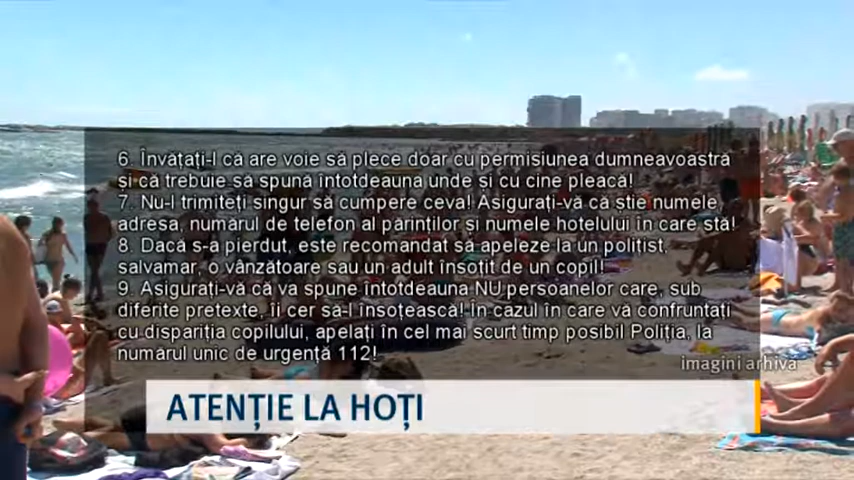 6. Învățați-l că are voie să plece doar cu permisiunea dumneavoastră
și că trebuie să spună întotdeauna unde și cu cine pleacă!
7. Nu-l trimiteți singur să cumpere ceva! Asigurați-vă că știe numele,
adresa, numărul de telefon al părinților și numele hotelului în care stă!
8. Dacă s-a pierdut, este recomandat să apeleze la un polițist,
salvamar, o vânzătoare sau un adult însoțit de un copil!
9. Asigurați-vă că va spune întotdeauna NU persoanelor care, sub
diferite pretexte, îi cer să-l însoțească! În cazul în care vă confruntați
cu dispariția copilului, apelați în cel mai scurt timp posibil Poliția, la
numărul unic de urgență 112!
imagini arhiva
ATENȚIE LA HOȚI